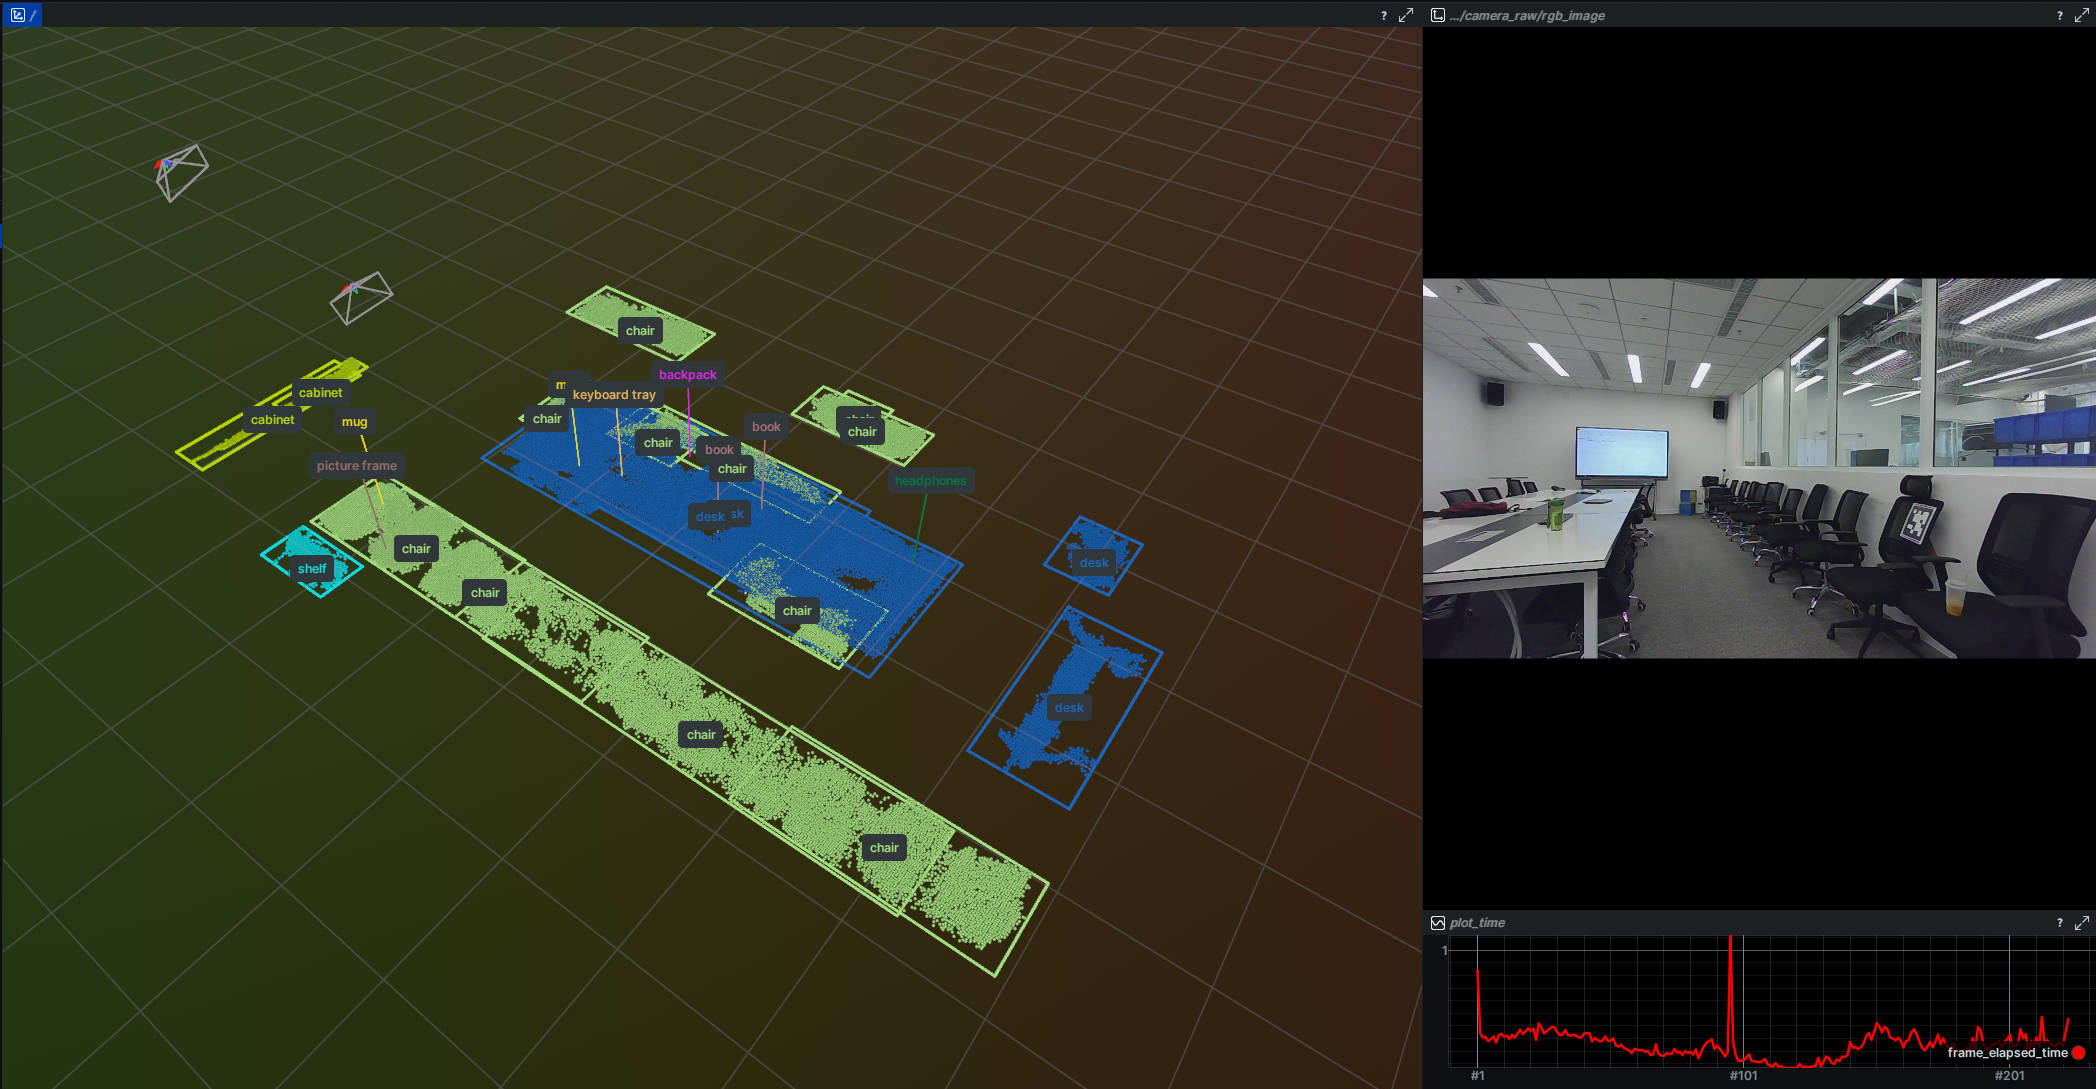 /
?
.../camera_raw/rgb_image
?
chair
backpack
m
keyboard tray
cabinet
cabinet
mug
chair
chair
chair
book
book
chair
picture frame
headphones
desk
sk
chair
shelf
chair
desk
chair
desk
chair
chair
plot_time
?
1
frame_elapsed_time
#1
#101
#201